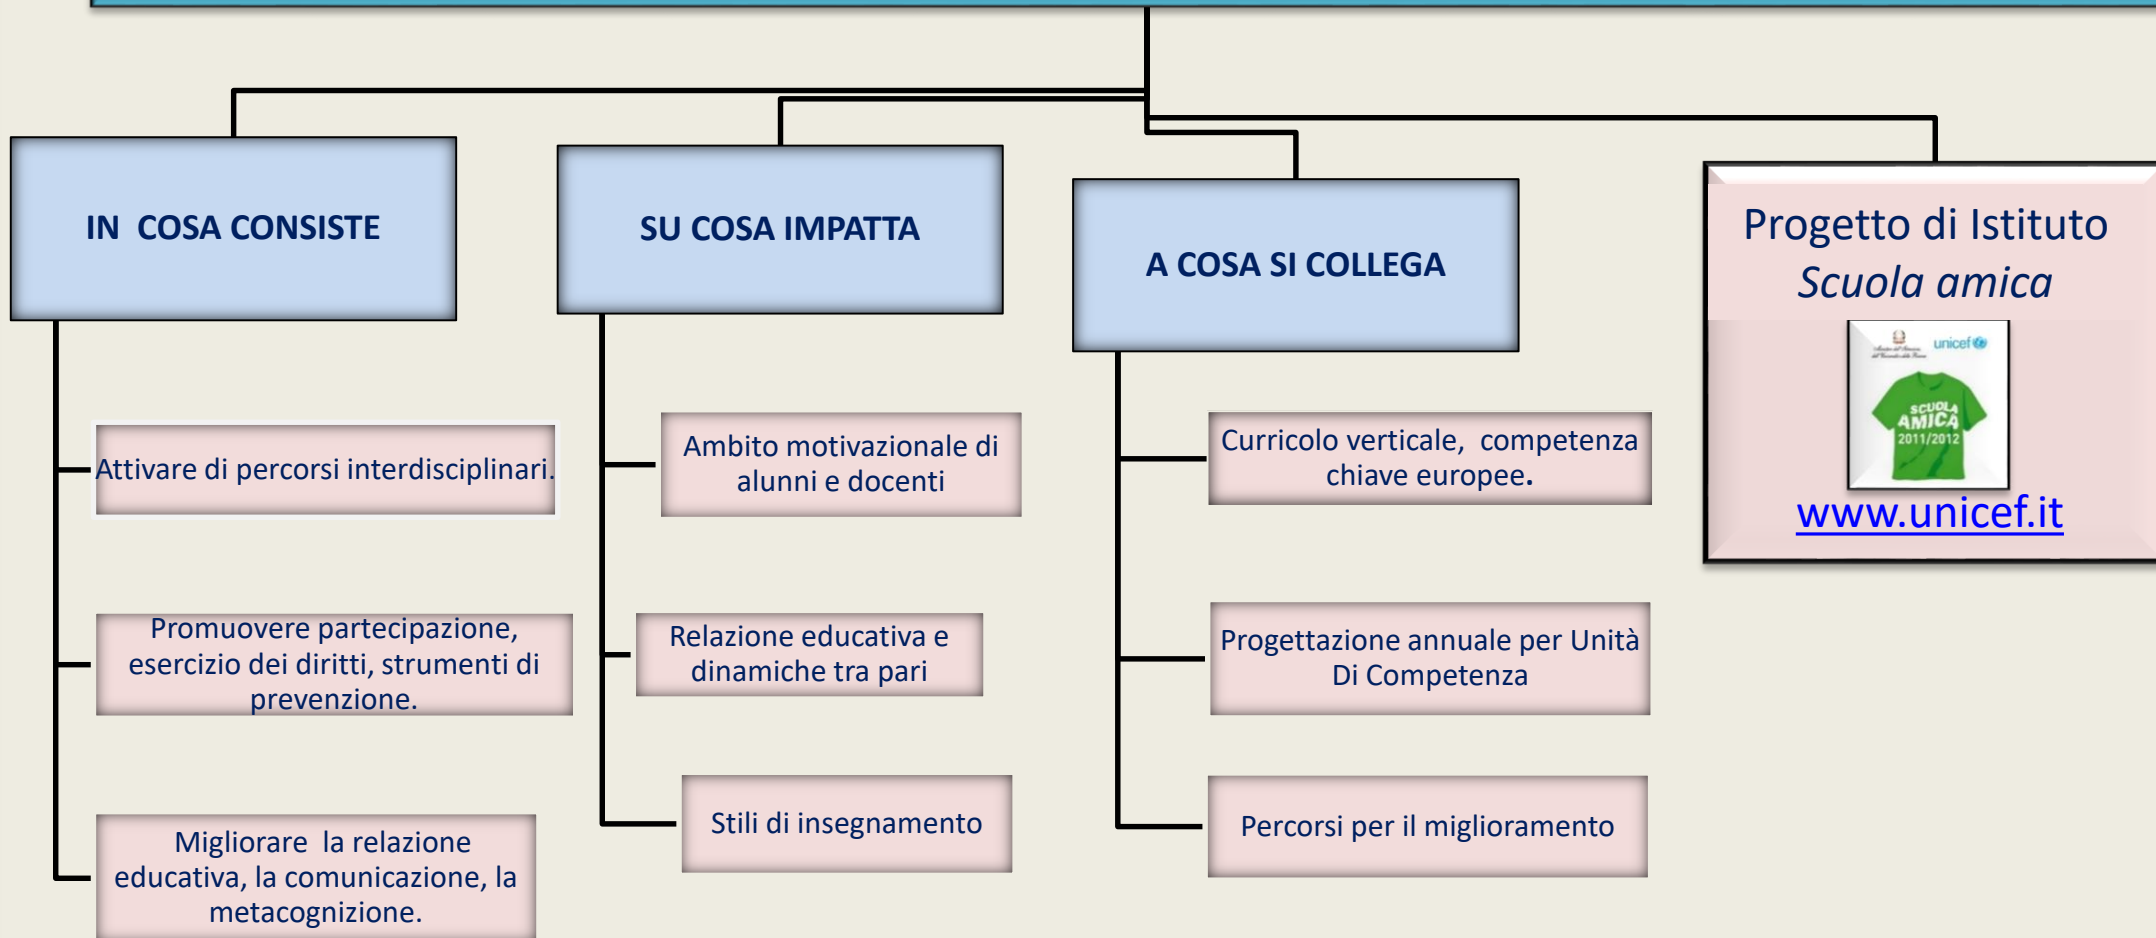 IN COSA CONSISTE
Attivare di percorsi interdisciplinari.
Promuovere partecipazione,
esercizio dei diritti, strumenti di
prevenzione.
Migliorare la relazione
educativa, la comunicazione, la
metacognizione.
SU COSA IMPATTA
Ambito motivazionale di
alunni e docenti
Relazione educativa e
dinamiche tra pari
Stili di insegnamento
A COSA SI COLLEGA
Curricolo verticale, competenza
chiave europee.
Progettazione annuale per Unità
Di Competenza
Percorsi per il miglioramento
Progetto di Istituto
Scuola amica
unicef
SCUOLA
AMICA
2011/2012
www.unicef.it